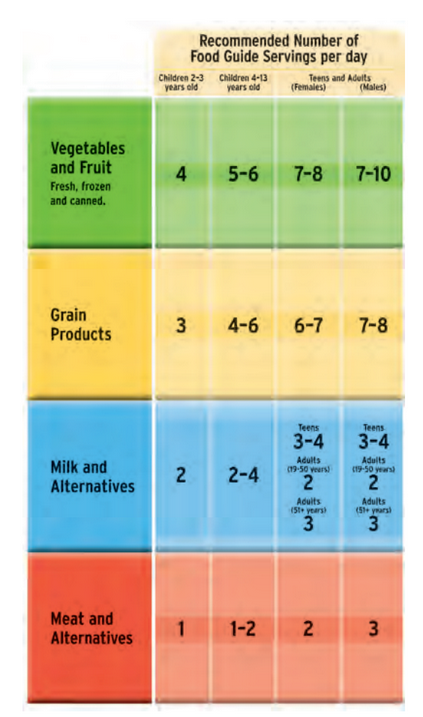 Recommended Number of
Food Guide Servings per day
Children 2-3
years old
Children 4-13
years old
Teens and Adults
(Females) (Males)
Vegetables
and Fruit
Fresh, frozen
and canned.
4 5-6 7-8 7-10
Grain
Products
3 4-6 6-7 7-8
Milk and
Alternatives
2 2-4
Teens
3-4
Adults
(19-50 years)
2
Adults
(51+ years)
3
Teens
3-4
Adults
(19-50 years)
2
Adults
(51+ years)
3
Meat and
Alternatives
1 1-2 2 3